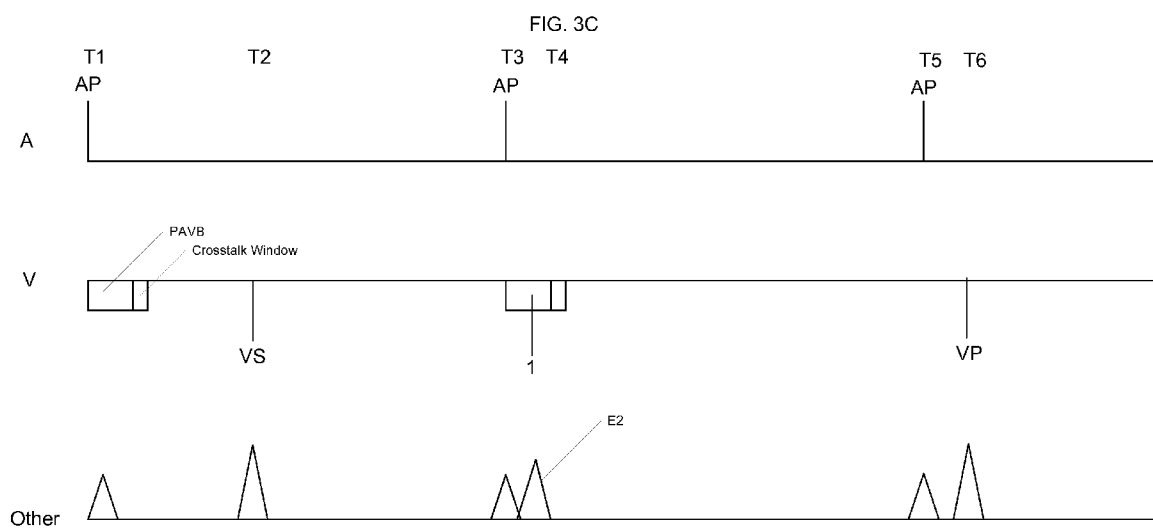 FIG. 3C
T1 T2 T3 T4 T5 T6
AP AP AP
A
PAVB
Crosstalk Window
V
VS 1 VP
E2
Other